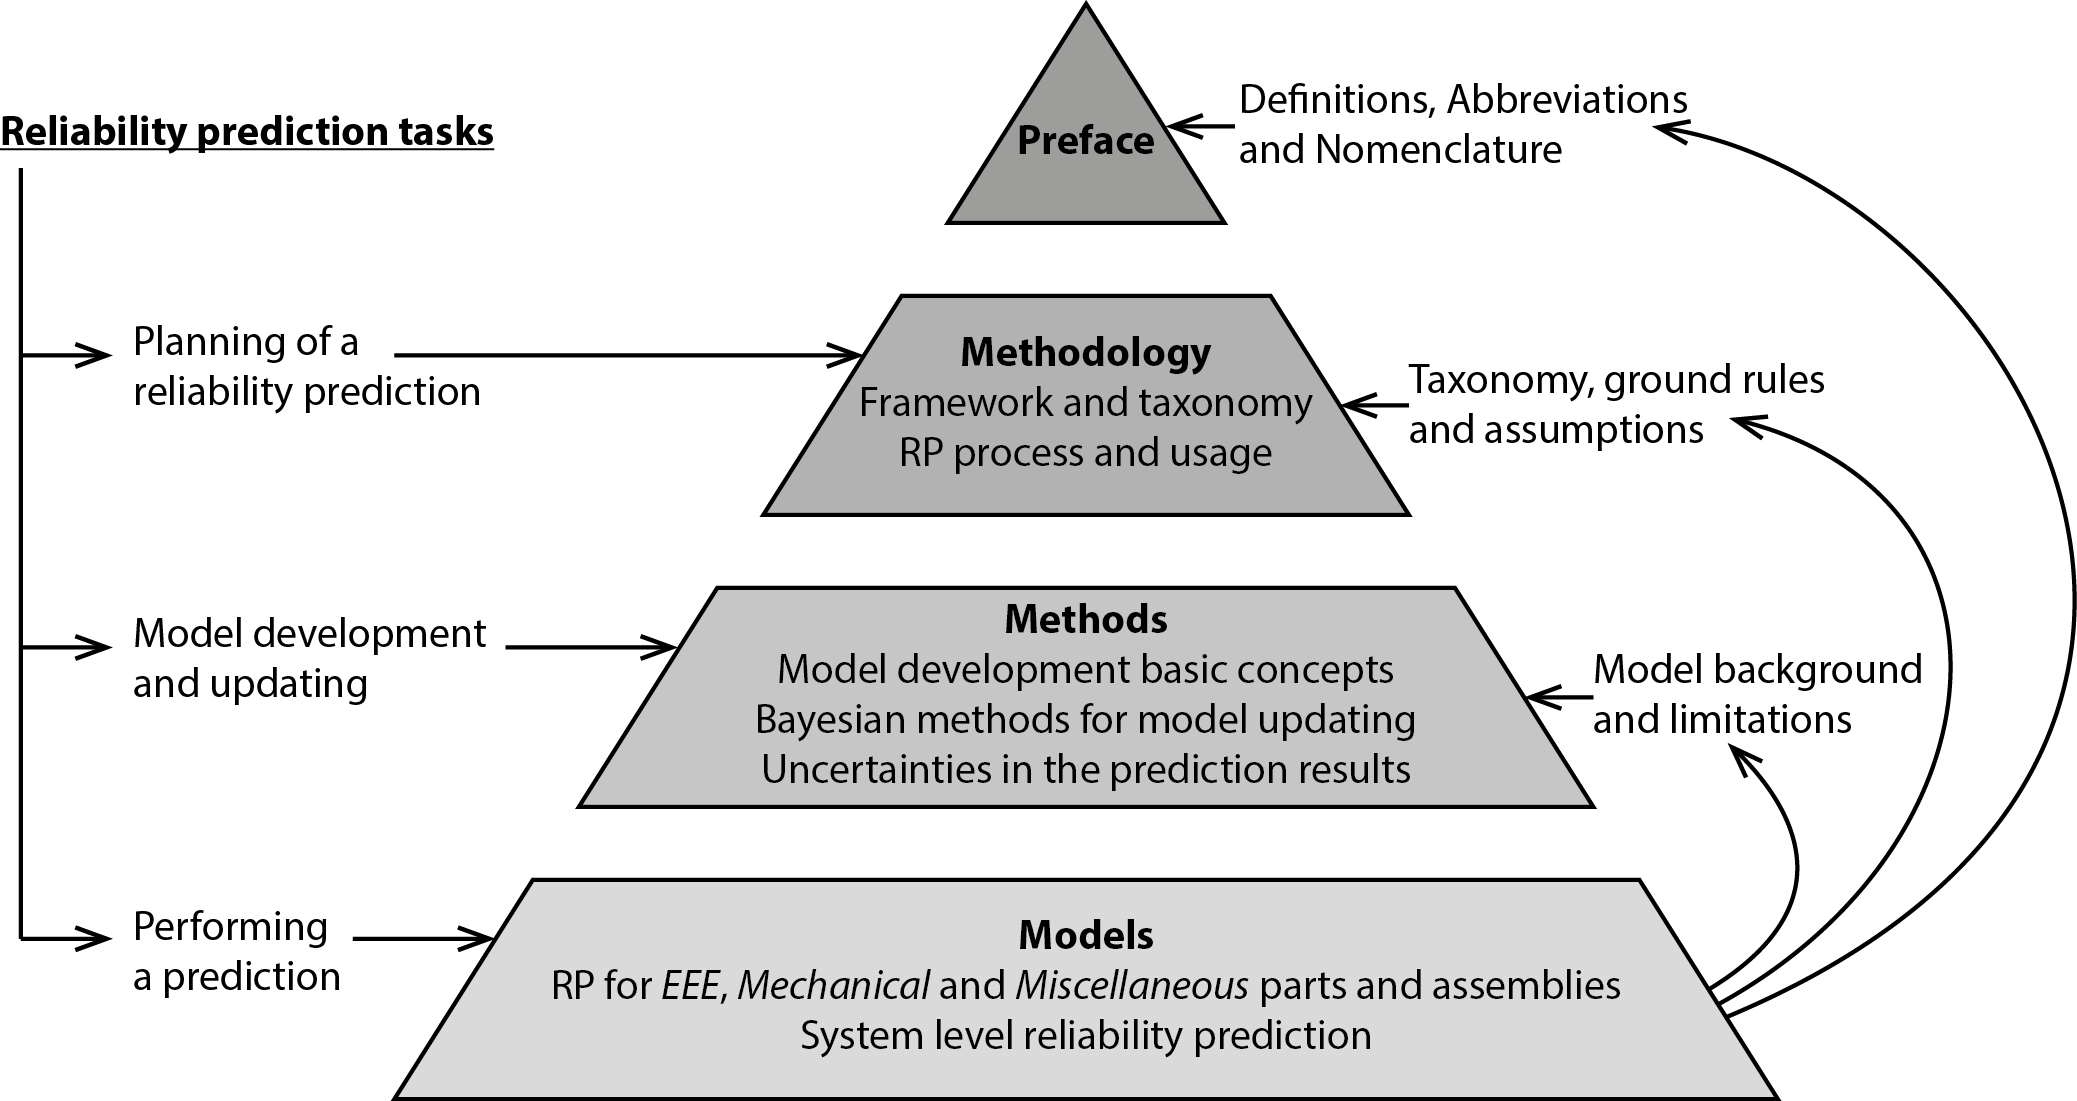 Reliability prediction tasks
Preface
Definitions, Abbreviations
and Nomenclature
Planning of a
reliability prediction
Methodology
Framework and taxonomy
RP process and usage
Taxonomy, ground rules
and assumptions
Model development
and updating
Methods
Model development basic concepts
Bayesian methods for model updating
Uncertainties in the prediction results
Model background
and limitations
Performing
a prediction
Models
RP for EEE, Mechanical and Miscellaneous parts and assemblies
System level reliability prediction